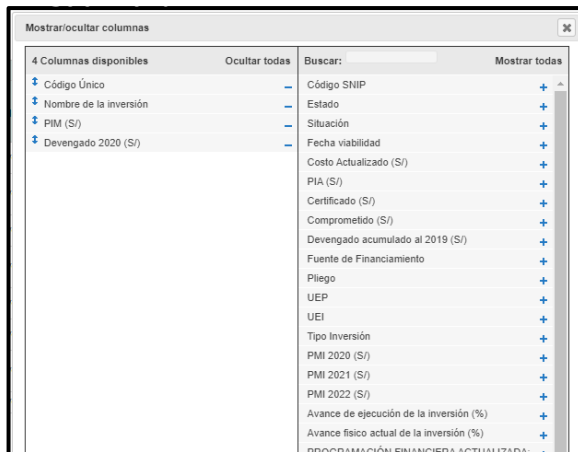 Mostrar/ocultar columnas
4 Columnas disponibles Ocultar todas
Código Único
Nombre de la inversión
PIM (S/)
Devengado 2020 (S/)
Buscar: Mostrar todas
Código SNIP
Estado
Situación
Fecha viabilidad
Costo Actualizado (S/)
PIA (S/)
Certificado (S/)
Comprometido (S/)
Devengado acumulado al 2019 (S/)
Fuente de Financiamiento
Pliego
UEP
UEI
Tipo Inversión
PMI 2020 (S/)
PMI 2021 (S/)
PMI 2022 (S/)
Avance de ejecución de la inversión (%)
Avance fisico actual de la inversión (%)
PROGRAMACIÓN FINANCIERA ACTUALIZADA: